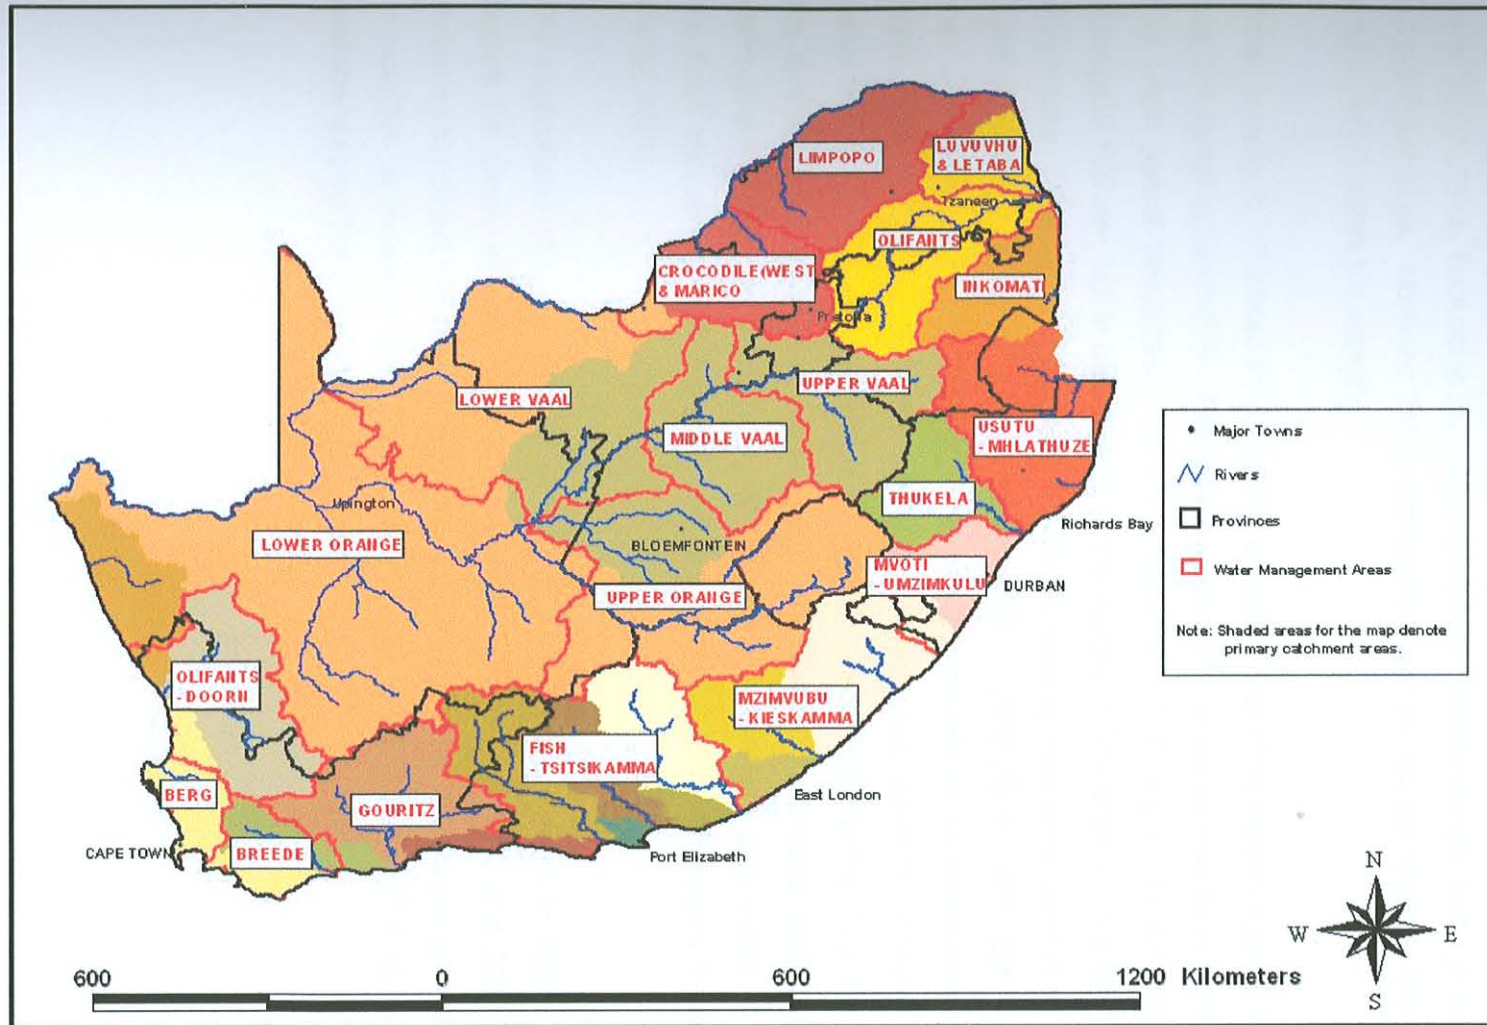 LIMPOPO
LUVUVHU
& LETABA
Tzaneen
OLIFANTS
CROCODILE(WEST
& MARICO
INKOMATI
Pretoria
LOWER VAAL
UPPER VAAL
MIDDLE VAAL
USUTU
- MHLATHUZE
THUKELA
Upington
Richards Bay
LOWER ORANGE
BLOEMFONTEIN
MVOTI
- UMZIMKULU
DURBAN
UPPER ORANGE
OLIFANTS
- DOORN
MZIMVUBU
- KIESKAMMA
FISH
- TSITSIKAMMA
BERG
GOURITZ
East London
CAPE TOWN
BREEDE
Port Elizabeth
Major Towns
Rivers
Provinces
Water Management Areas
Note: Shaded areas for the map denote
primary catchment areas.
N
W E
S
600 0 600 1200 Kilometers